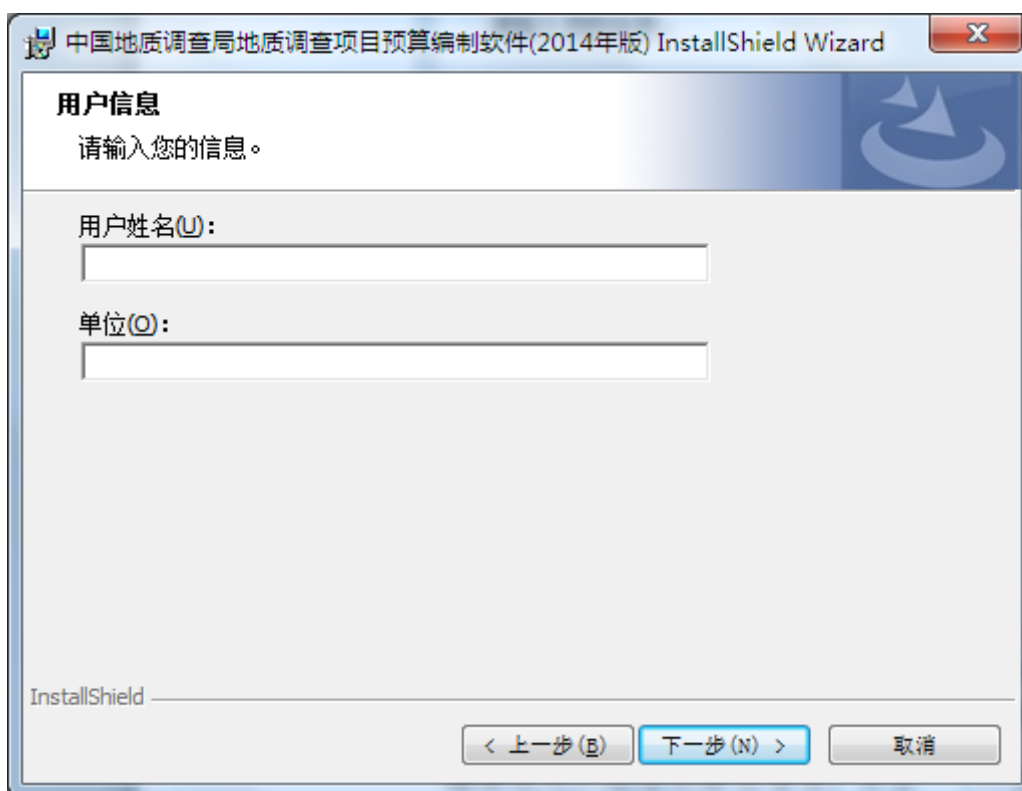 中国地质调查局地质调查项目预算编制软件(2014年版) InstallShield Wizard
用户信息
请输入您的信息。
用户姓名(U):
单位(O):
InstallShield
< 上一步(B)
下一步(N) >
取消